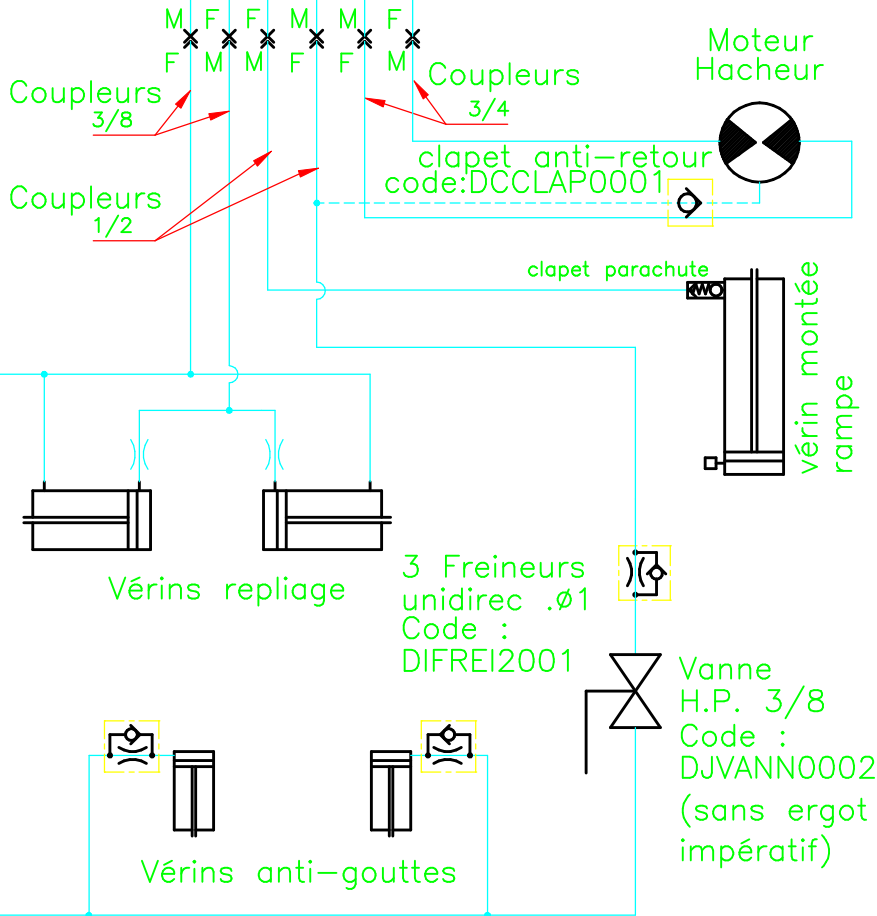 M F F M M F
F M M F F M
Moteur
Hacheur
Coupleurs
3/8
Coupleurs
3/4
clapet anti-retour
code:DCCLAP0001
Coupleurs
1/2
clapet parachute
vérin montée
rampe
Vérins repliage
3 Freineurs
unidirec .ø1
Code :
DIFREI2001
Vanne
H.P. 3/8
Code :
DJVANN0002
(sans ergot
impératif)
Vérins anti-gouttes